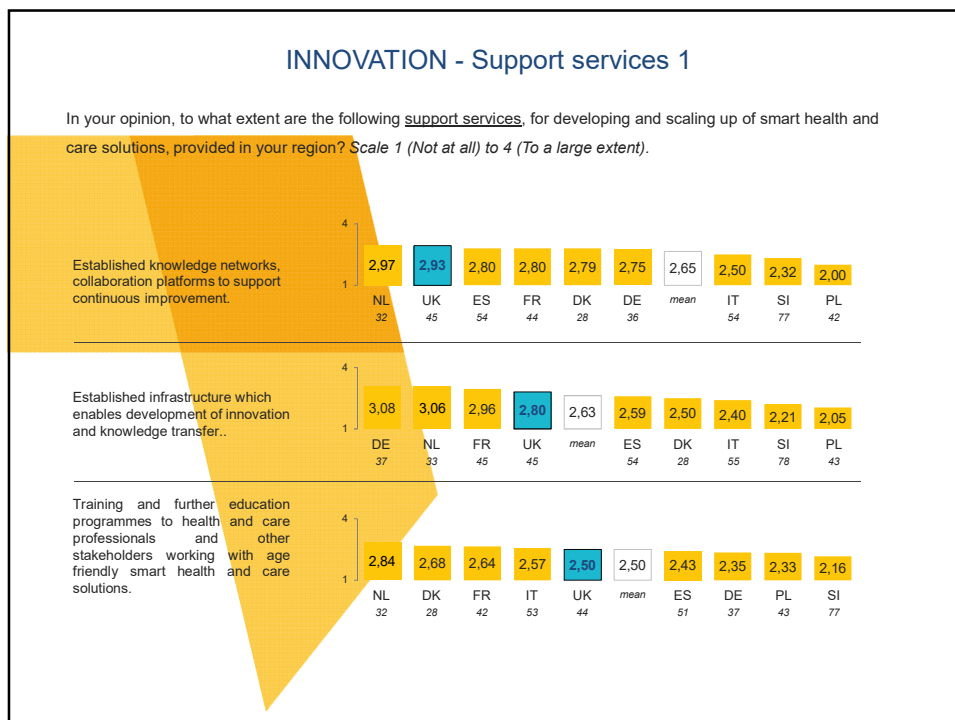 INNOVATION - Support services 1
In your opinion, to what extent are the following support services, for developing and scaling up of smart health and
care solutions, provided in your region? Scale 1 (Not at all) to 4 (To a large extent).
4
1
Established knowledge networks,
collaboration platforms to support
continuous improvement.
2,97 2,93 2,80 2,80 2,79 2,75 2,65 2,50 2,32 2,00
NL UK ES FR DK DE mean IT SI PL
32 45 54 44 28 36 54 77 42
4
1
Established infrastructure which
enables development of innovation
and knowledge transfer..
3,08 3,06 2,96 2,80 2,63 2,59 2,50 2,40 2,21 2,05
DE NL FR UK mean ES DK IT SI PL
37 33 45 45 54 28 55 78 43
Training and further education
programmes to health and care
professionals and other
stakeholders working with age
friendly smart health and care
solutions.
4
1
2,84 2,68 2,64 2,57 2,50 2,50 2,43 2,35 2,33 2,16
NL DK FR IT UK mean ES DE PL SI
32 28 42 53 44 51 37 43 77